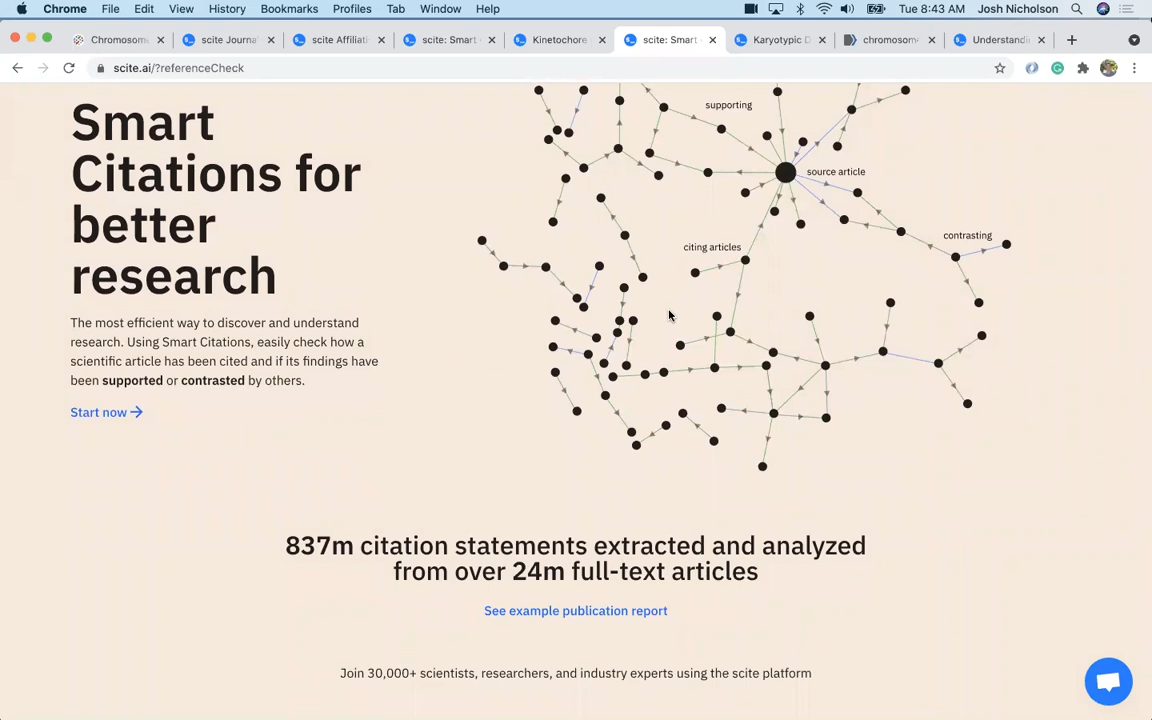 Chrome File Edit View History Bookmarks Profiles Tab Window Help Tue 8:43 AM Josh Nicholson
Chromosome scite Journa scite Affiliati scite: Smart Kinetochore scite: Smart Karyotypic D chromosom Understandi
scite.ai/?referenceCheck
Smart
Citations for
better
research
The most efficient way to discover and understand
research. Using Smart Citations, easily check how a
scientific article has been cited and if its findings have
been supported or contrasted by others.
Start now
supporting
source article
citing articles
contrasting
837m citation statements extracted and analyzed
from over 24m full-text articles
See example publication report
Join 30,000+ scientists, researchers, and industry experts using the scite platform